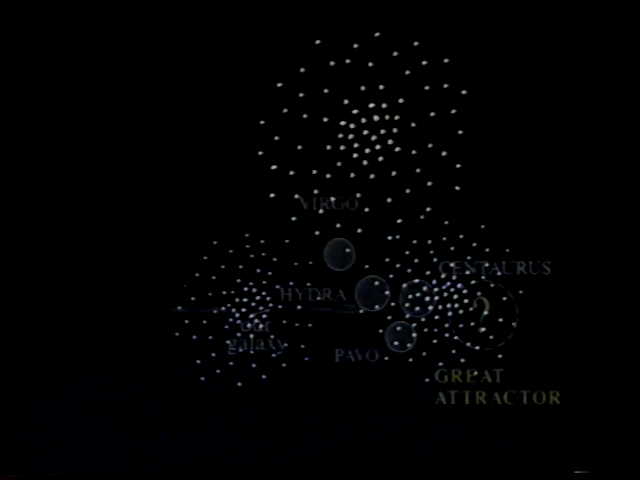 VIRGO
CENTAURUS
HYDRA
?
our
galaxy
PAVO
GREAT
ATTRACTOR